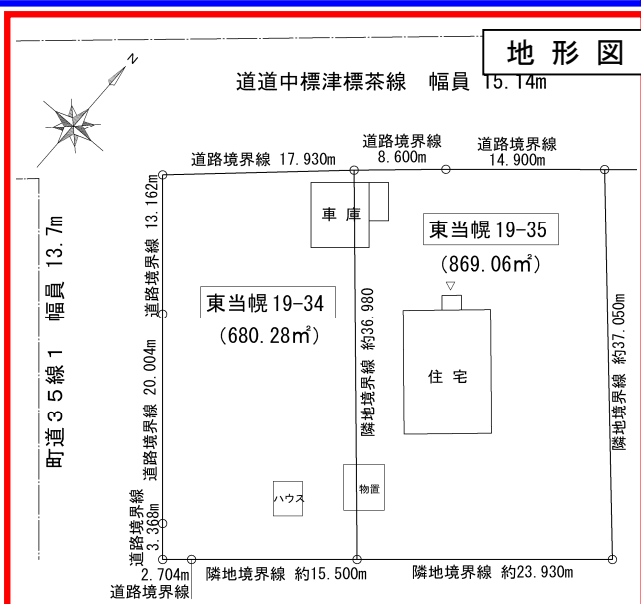 地 形 図
N
道道中標津標茶線 幅員 15.14m
道路境界線 17.930m
道路境界線
8.600m
道路境界線
14.900m
町道35線1 幅員 13.7m
道路境界線 13.162m
道路境界線 20.004m
道路境界線
3.368m
車 庫
東当幌19-35
(869.06㎡)
東当幌19-34
(680.28㎡)
隣地境界線 約36.980
隣地境界線 約37.050m
住 宅
ハウス
物置
2.704m
道路境界線
隣地境界線 約15.500m
隣地境界線 約23.930m